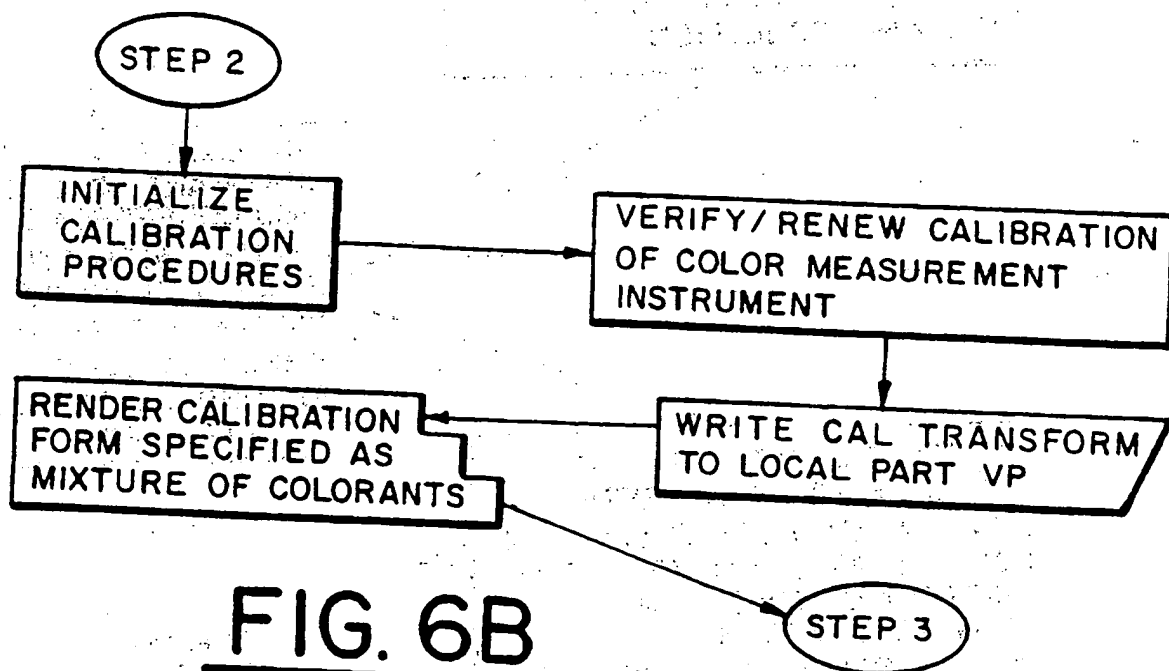 STEP 2
INITIALIZE
CALIBRATION
PROCEDURES
VERIFY/RENEW CALIBRATION
OF COLOR MEASUREMENT
INSTRUMENT
WRITE CAL TRANSFORM
TO LOCAL PART VP
RENDER CALIBRATION
FORM SPECIFIED AS
MIXTURE OF COLORANTS
STEP 3
FIG. 6B